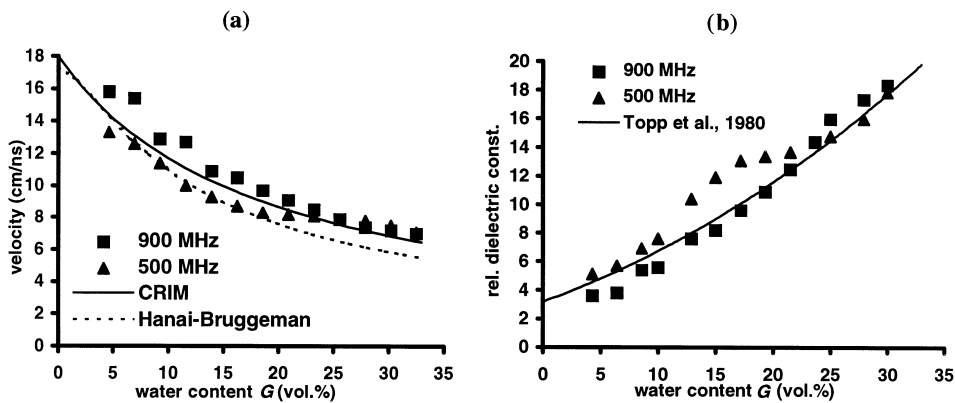 (a)
velocity (cm/ns)
18
16
14
12
10
8
6
4
2
0
900 MHz
500 MHz
CRIM
Hanai-Bruggeman
0 5 10 15 20 25 30 35
water content G (vol.%)
(b)
rel. dielectric const.
20
18
16
14
12
10
8
6
4
2
0
900 MHz
500 MHz
Topp et al., 1980
0 5 10 15 20 25 30 35
water content G (vol.%)